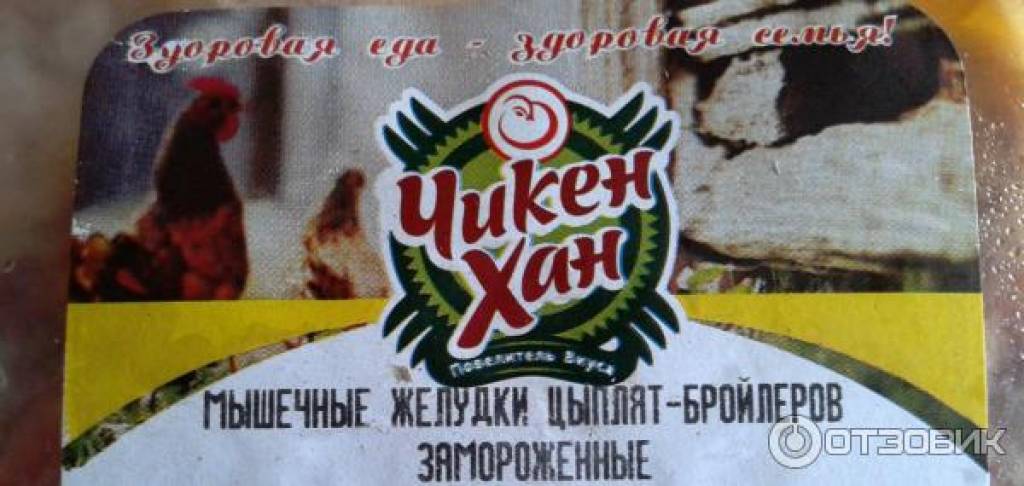 Здоровая еда - здоровая семья!
Чикен
Хан
Повелитель Вкуса
МЫШЕЧНЫЕ ЖЕЛУДКИ ЦЫПЛЯТ-БРОЙЛЕРОВ
ЗАМОРОЖЕННЫЕ
ОТЗОВИК